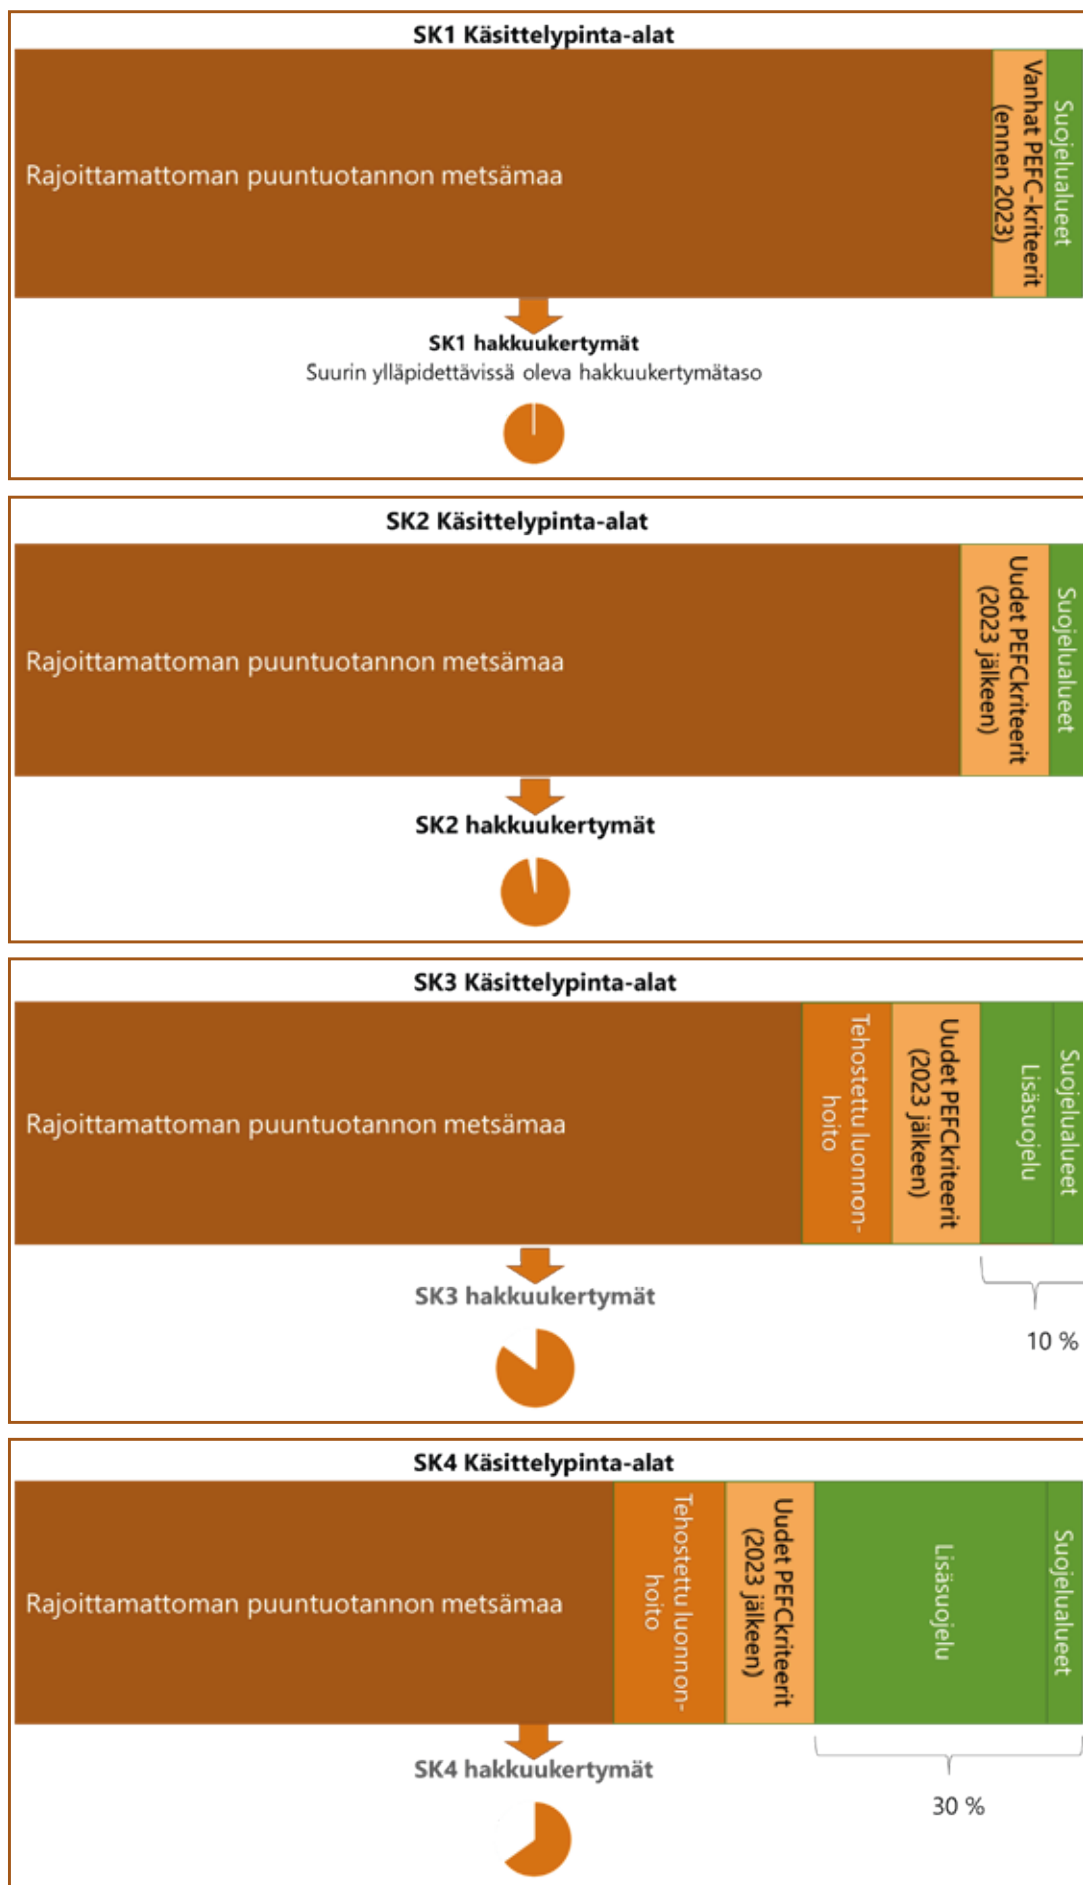 SK1 Käsittelypinta-alat
Rajoittamattoman puuntuotannon metsämaa
Vanhat PEFC-kriteerit
(ennen 2023)
Suojelualueet
SK1 hakkuukertymät
Suurin ylläpidettävissä oleva hakkuukertymätaso
SK2 Käsittelypinta-alat
Rajoittamattoman puuntuotannon metsämaa
Uudet PEFCkriteerit
(2023 jälkeen)
Suojelualueet
SK2 hakkuukertymät
SK3 Käsittelypinta-alat
Rajoittamattoman puuntuotannon metsämaa
Tehostettu luonnon-
hoito
Uudet PEFCkriteerit
(2023 jälkeen)
Lisäsuojelu
Suojelualueet
SK3 hakkuukertymät
10 %
SK4 Käsittelypinta-alat
Rajoittamattoman puuntuotannon metsämaa
Tehostettu luonnon-
hoito
Uudet PEFCkriteerit
(2023 jälkeen)
Lisäsuojelu
Suojelualueet
SK4 hakkuukertymät
30 %